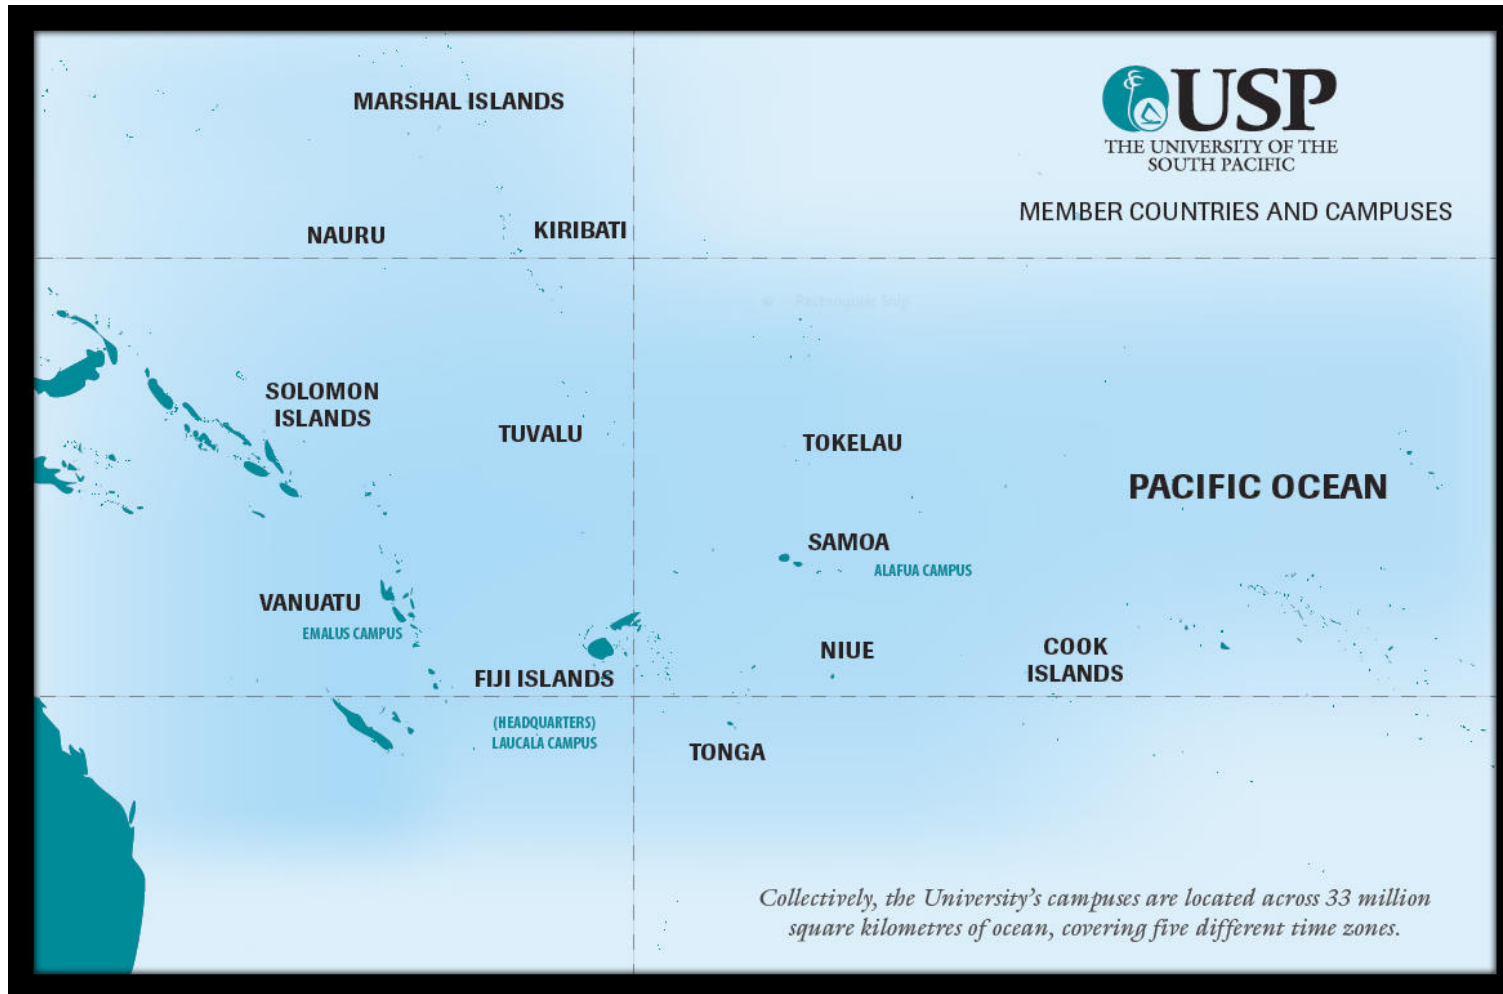 USP
THE UNIVERSITY OF THE
SOUTH PACIFIC
MEMBER COUNTRIES AND CAMPUSES
MARSHAL ISLANDS
NAURU
KIRIBATI
Rectangular Snip
SOLOMON
ISLANDS
TUVALU
TOKELAU
PACIFIC OCEAN
SAMOA
ALAFUA CAMPUS
VANUATU
EMALUS CAMPUS
FIJI ISLANDS
(HEADQUARTERS)
LAUCALA CAMPUS
NIUE
COOK
ISLANDS
TONGA
Collectively, the University's campuses are located across 33 million
square kilometres of ocean, covering five different time zones.